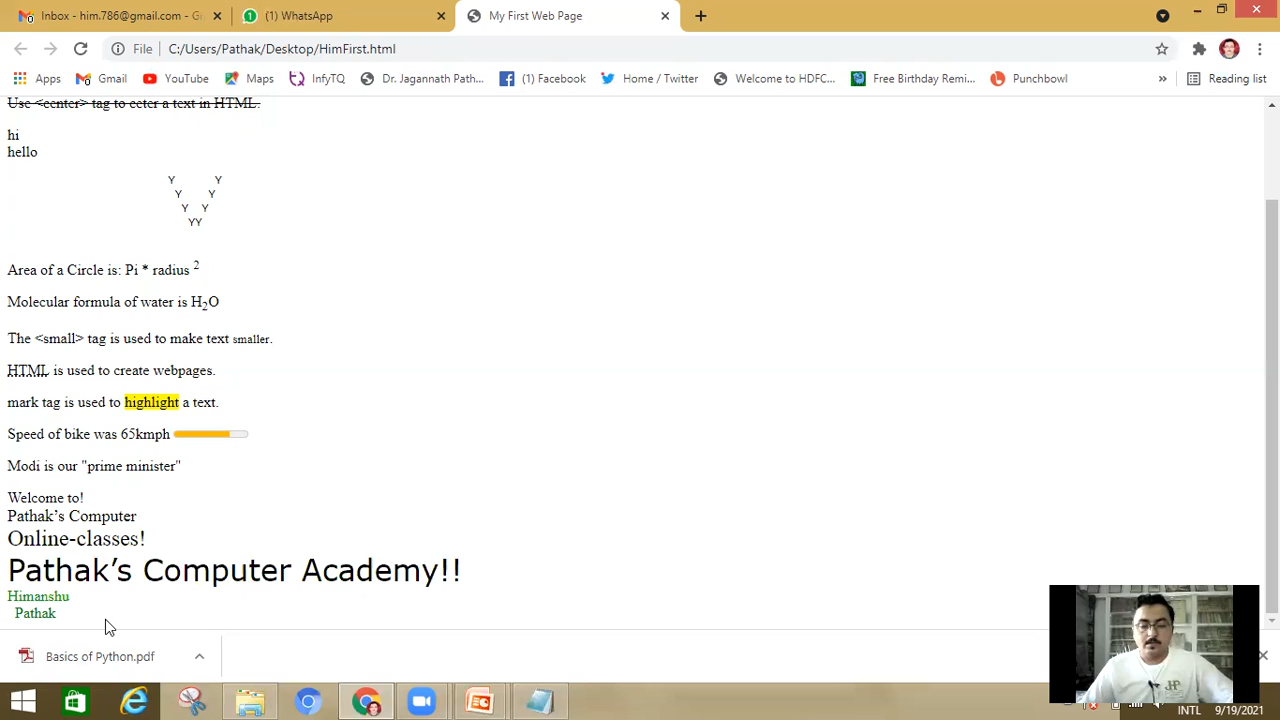 Inbox - him.786@gmail.com - G
(1) WhatsApp
My First Web Page
File C:/Users/Pathak/Desktop/HimFirst.html
Apps Gmail YouTube Maps InfyTQ Dr. Jagannath Path... (1) Facebook Home / Twitter Welcome to HDFC... Free Birthday Remi... Punchbowl » Reading list
Use <center> tag to ceter a text in HTML.
hi
hello
Y Y
Y Y
Y Y
YY
Area of a Circle is: Pi * radius 2
Molecular formula of water is H2O
The <small> tag is used to make text smaller.
HTML is used to create webpages.
mark tag is used to highlight a text.
Speed of bike was 65kmph
Modi is our "prime minister"
Welcome to!
Pathak’s Computer
Online-classes!
Pathak’s Computer Academy!!
Himanshu
Pathak
Basics of Python.pdf
INTL 9/19/2021